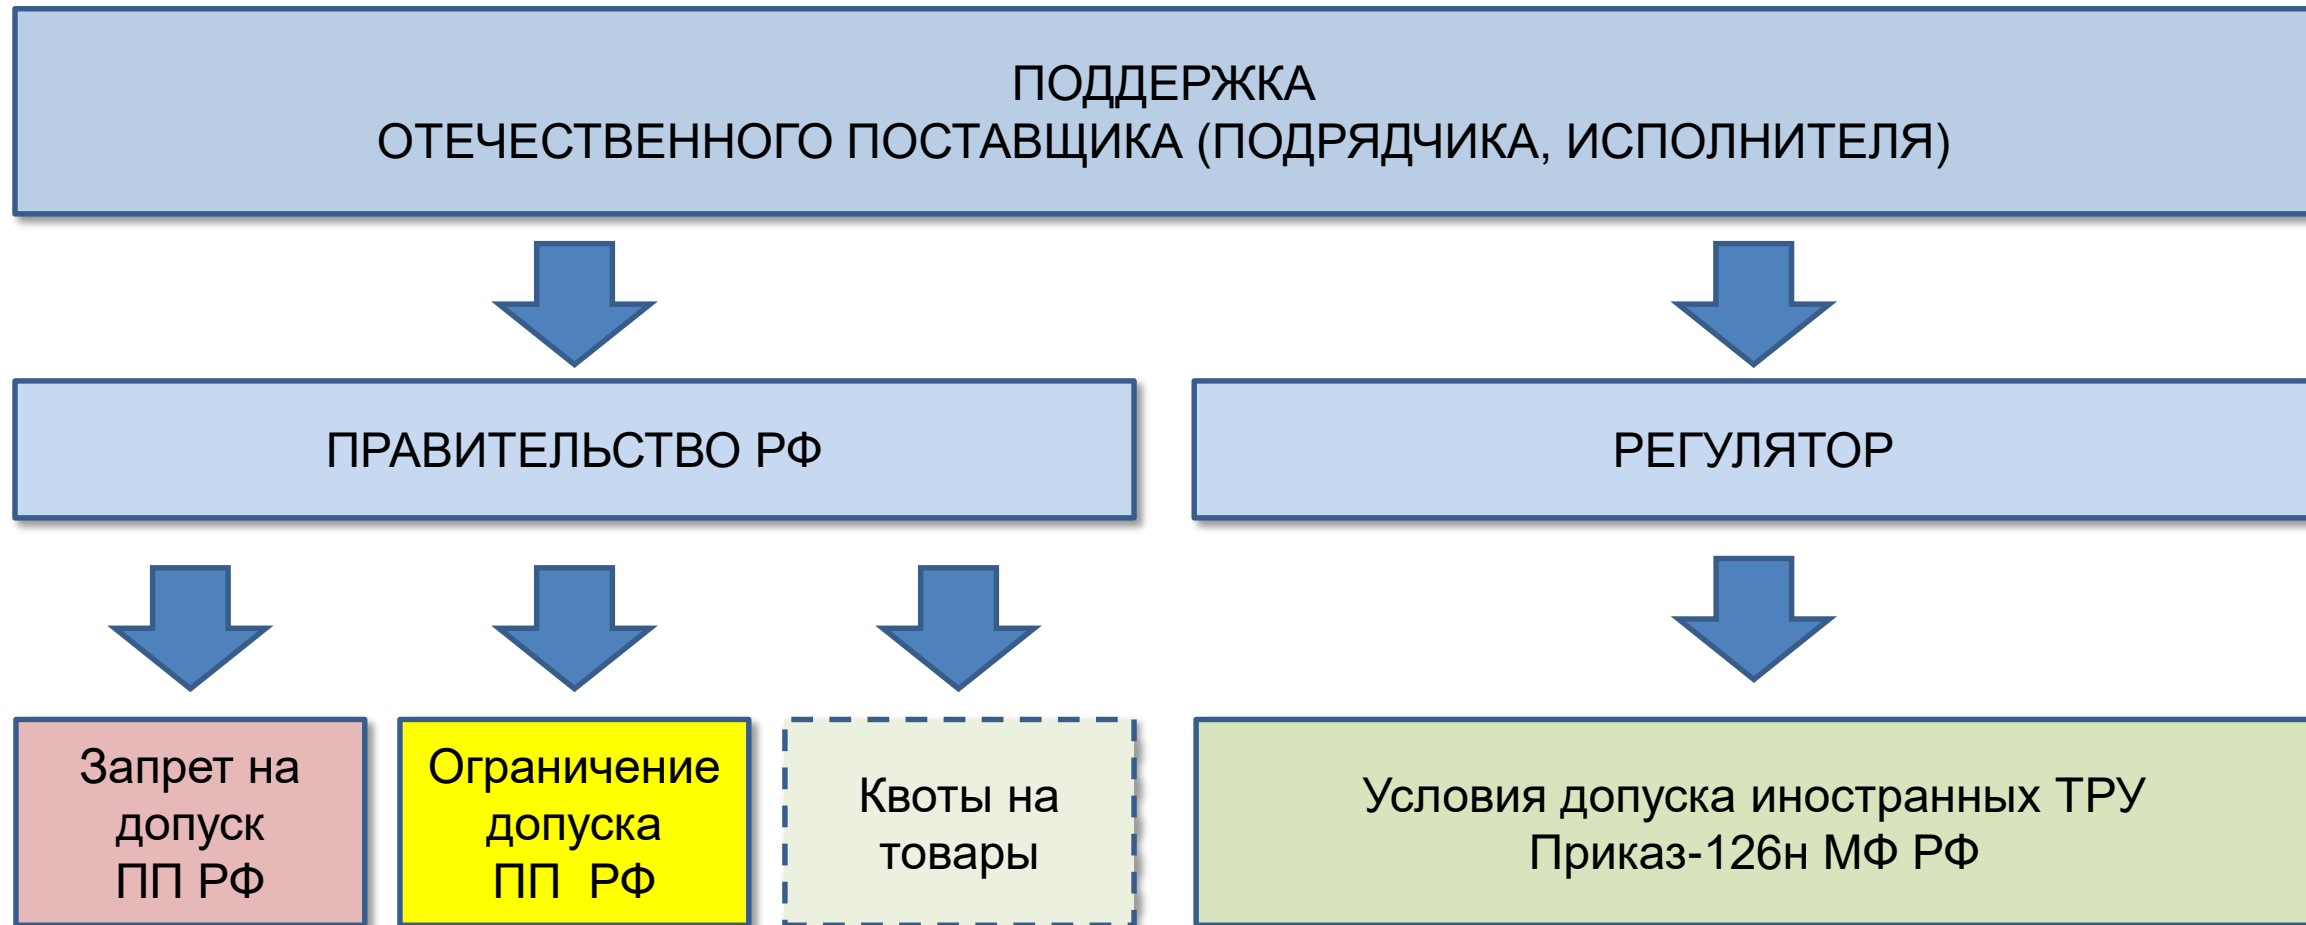 ПОДДЕРЖКА
ОТЕЧЕСТВЕННОГО ПОСТАВЩИКА (ПОДРЯДЧИКА, ИСПОЛНИТЕЛЯ)
ПРАВИТЕЛЬСТВО РФ
РЕГУЛЯТОР
Запрет на
допуск
ПП РФ
Ограничение
допуска
ПП РФ
Квоты на
товары
Условия допуска иностранных ТРУ
Приказ-126н МФ РФ